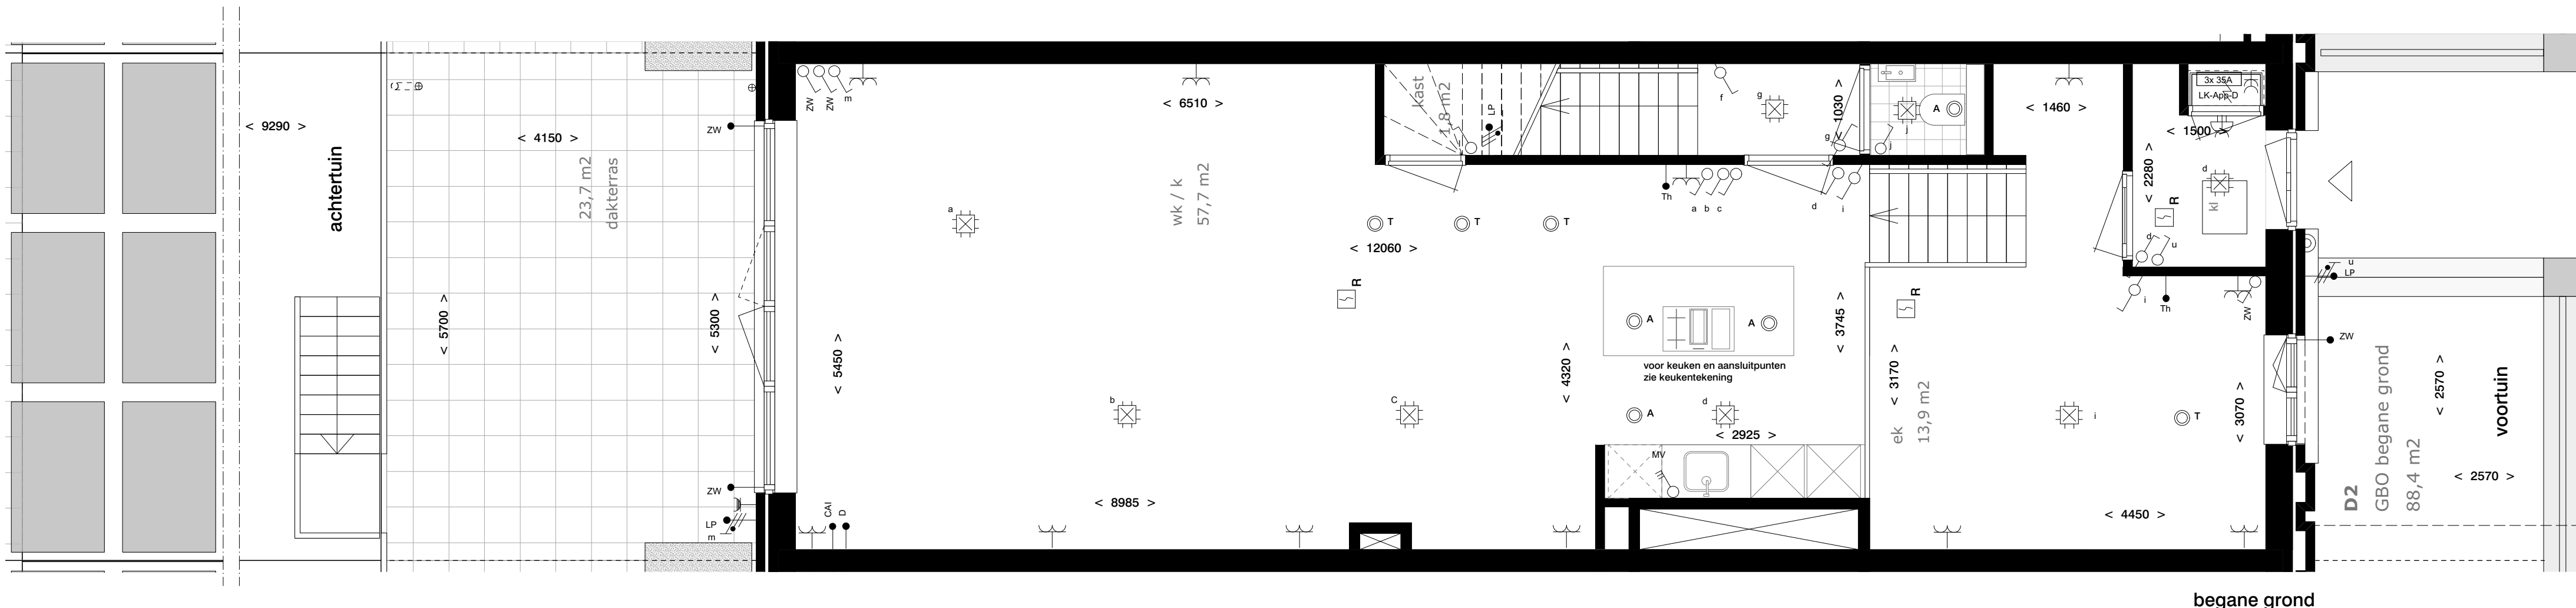 < 9290 >
achtertuin
< 4150 >
23,7 m2
dakterras
< 5700 >
< 5300 >
ZW
ZW
LP
m
ZW
ZW
m
< 6510 >
wk / k
57,7 m2
a
b
C
< 5450 >
CAI
D
< 8985 >
< 12060 >
T
T
T
R
kast
1,8 m2
LP
f
g
< 1030 >
g
j
j
A
Th
a b c
d
i
A
A
voor keuken en aansluitpunten
zie keukentekening
< 4320 >
< 3745 >
A
d
< 2925 >
MV
R
< 3170 >
ek
13,9 m2
< 1460 >
3x 35A
LK-App-D
< 1500 >
< 2280 >
d
kl
R
d
u
i
Th
ZW
i
T
< 3070 >
< 4450 >
u
LP
ZW
D2
GBO begane grond
88,4 m2
< 2570 >
< 2570 >
voortuin
begane grond